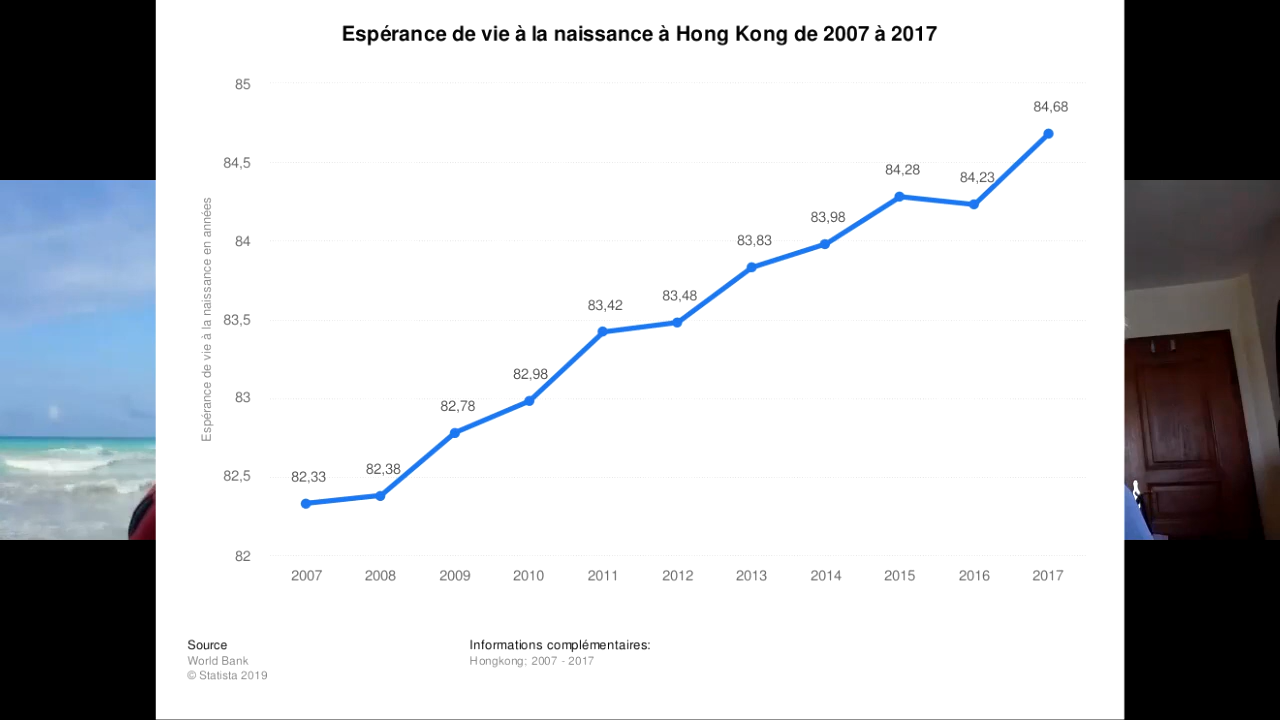 Espérance de vie à la naissance à Hong Kong de 2007 à 2017
Espérance de vie à la naissance en années
85
84,5
84
83,5
83
82,5
82
82,33
82,38
82,78
82,98
83,42
83,48
83,83
83,98
84,28
84,23
84,68
2007 2008 2009 2010 2011 2012 2013 2014 2015 2016 2017
Source
World Bank
© Statista 2019
Informations complémentaires:
Hongkong; 2007 - 2017